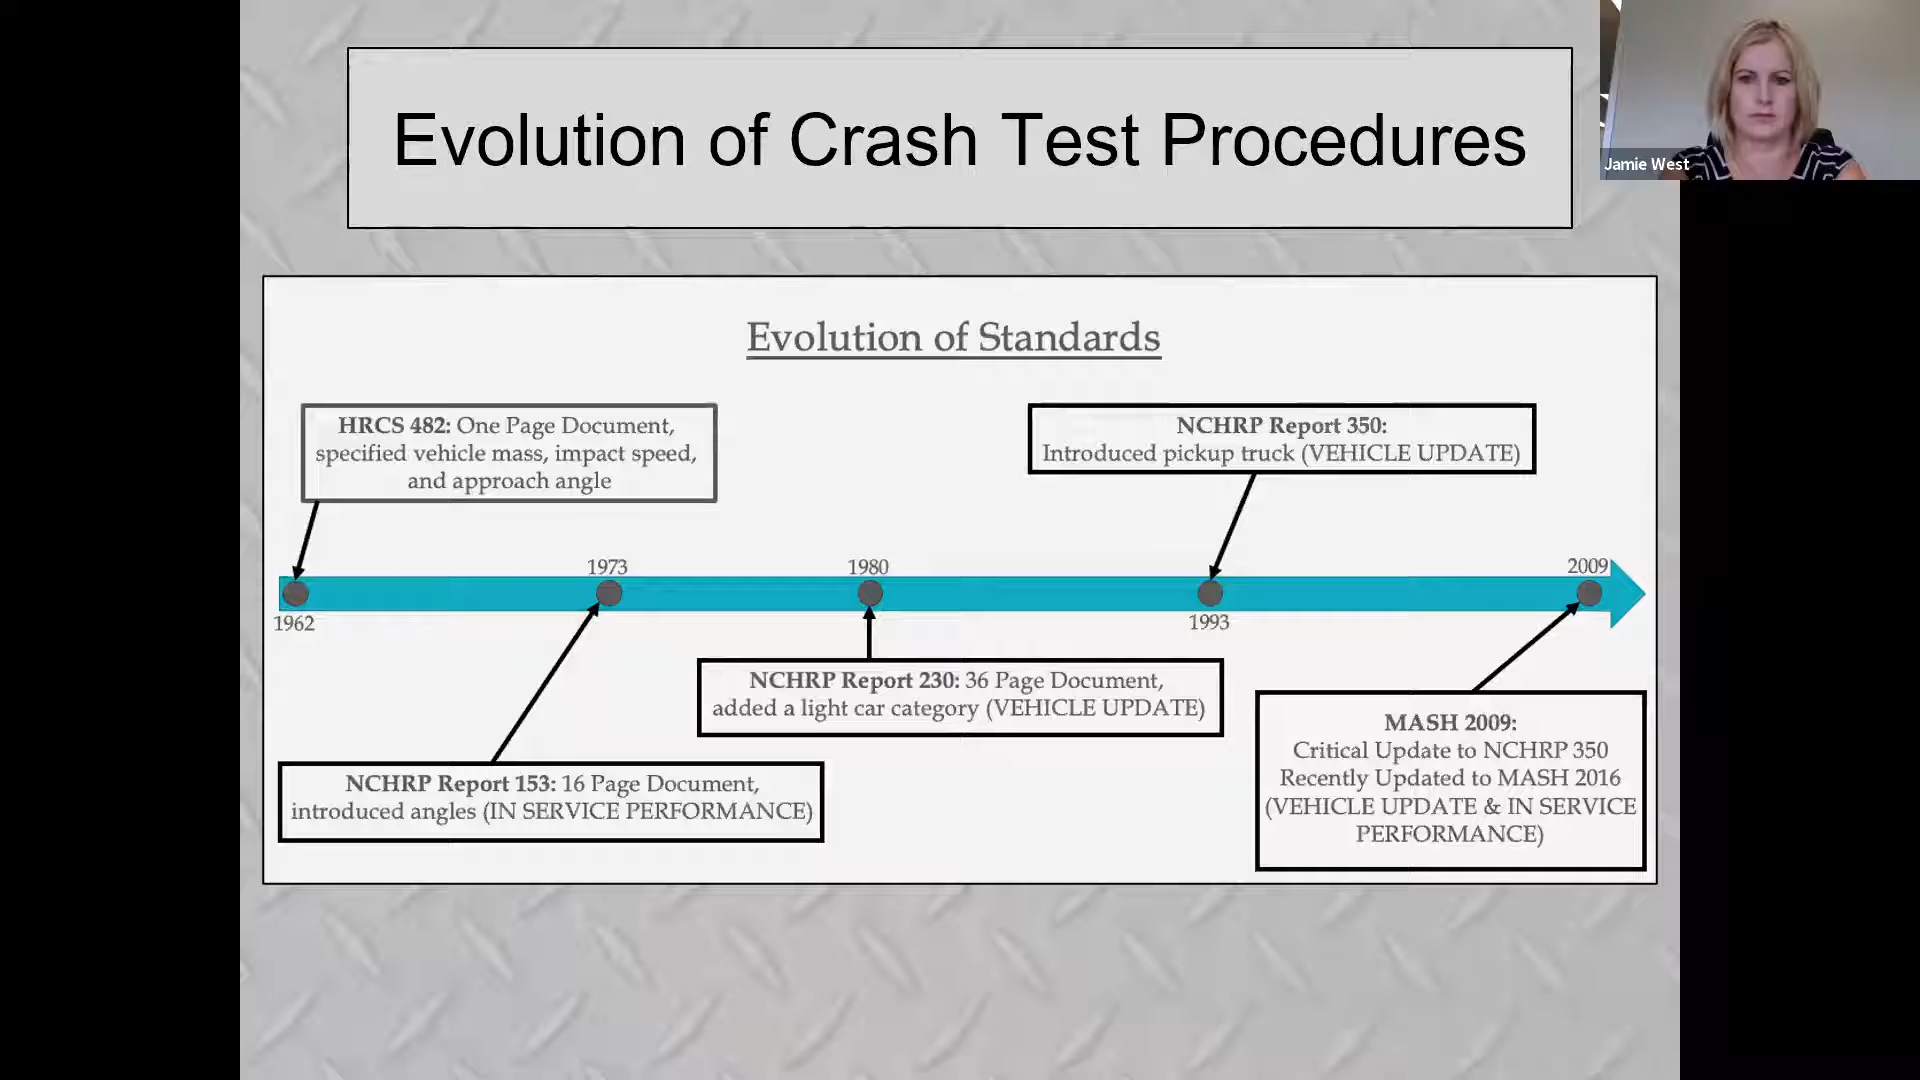 Evolution of Crash Test Procedures
Jamie West
Evolution of Standards
HRCS 482: One Page Document,
specified vehicle mass, impact speed,
and approach angle
NCHRP Report 350:
Introduced pickup truck (VEHICLE UPDATE)
1973
1980
2009
1962
1993
NCHRP Report 230: 36 Page Document,
added a light car category (VEHICLE UPDATE)
MASH 2009:
Critical Update to NCHRP 350
Recently Updated to MASH 2016
(VEHICLE UPDATE & IN SERVICE
PERFORMANCE)
NCHRP Report 153: 16 Page Document,
introduced angles (IN SERVICE PERFORMANCE)